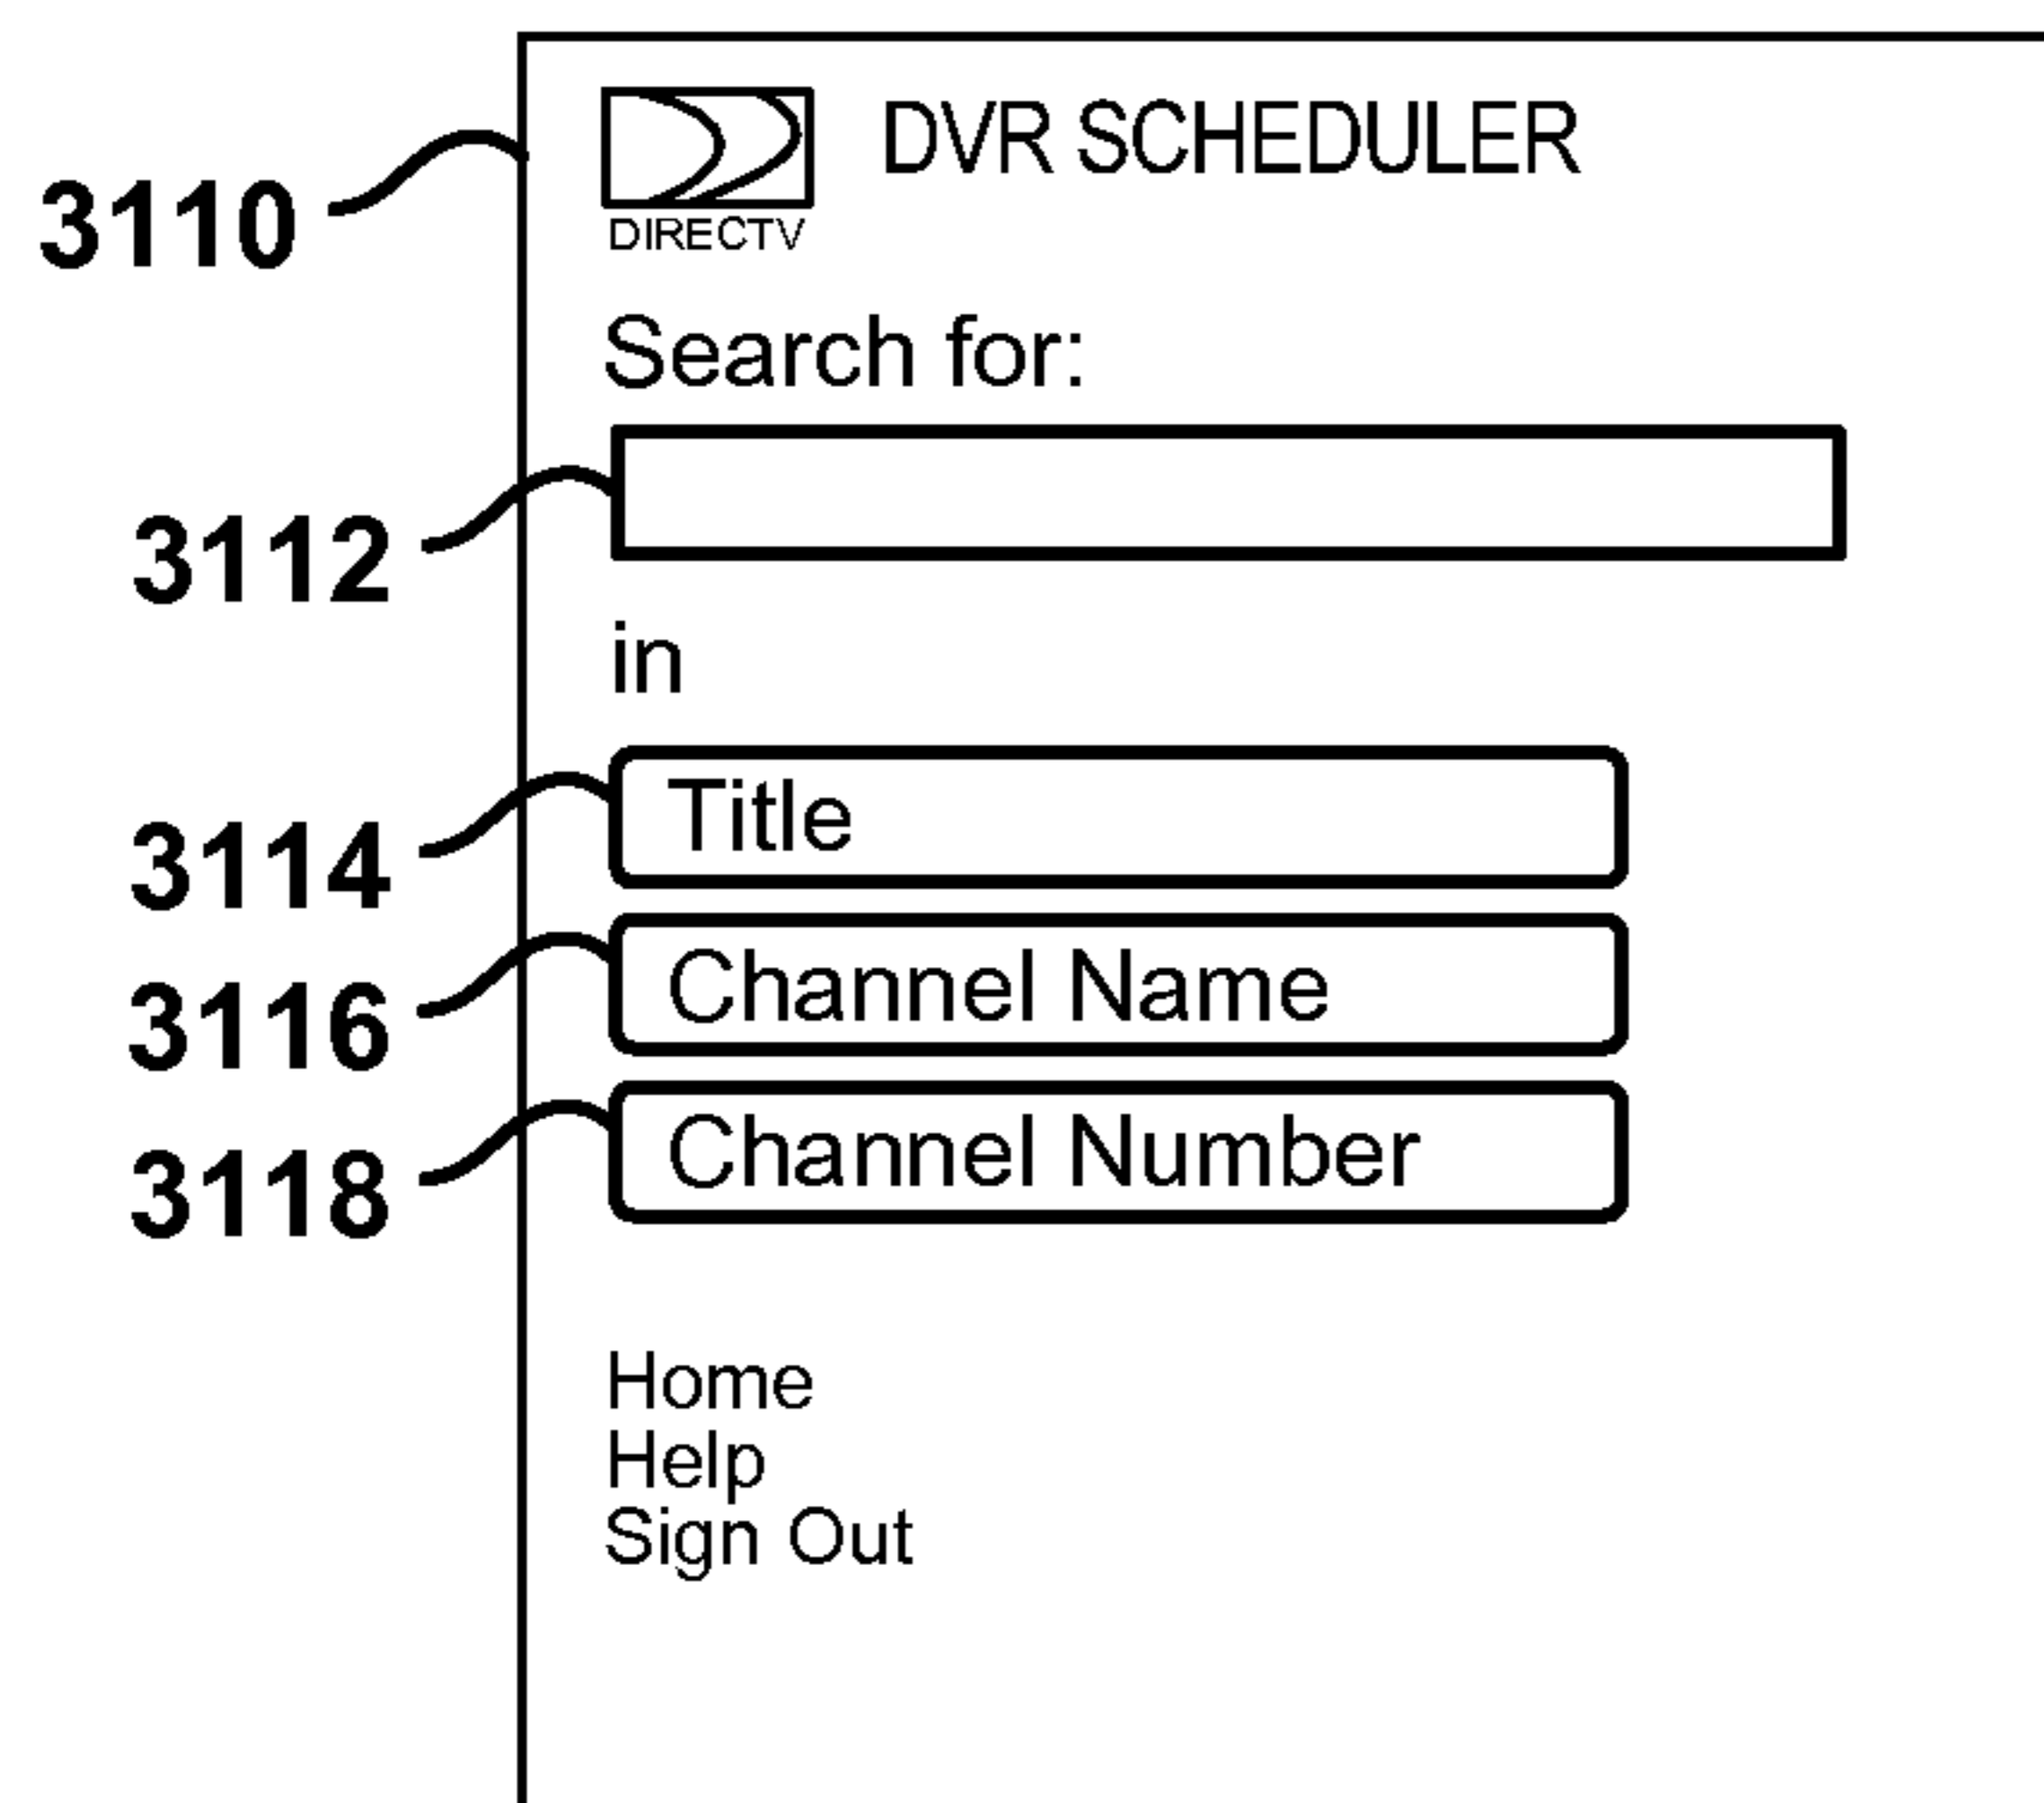 DVR SCHEDULER
3110
DIRECTV
Search for:
3112
in
3114 Title
3116 Channel Name
3118 Channel Number
Home
Help
Sign Out